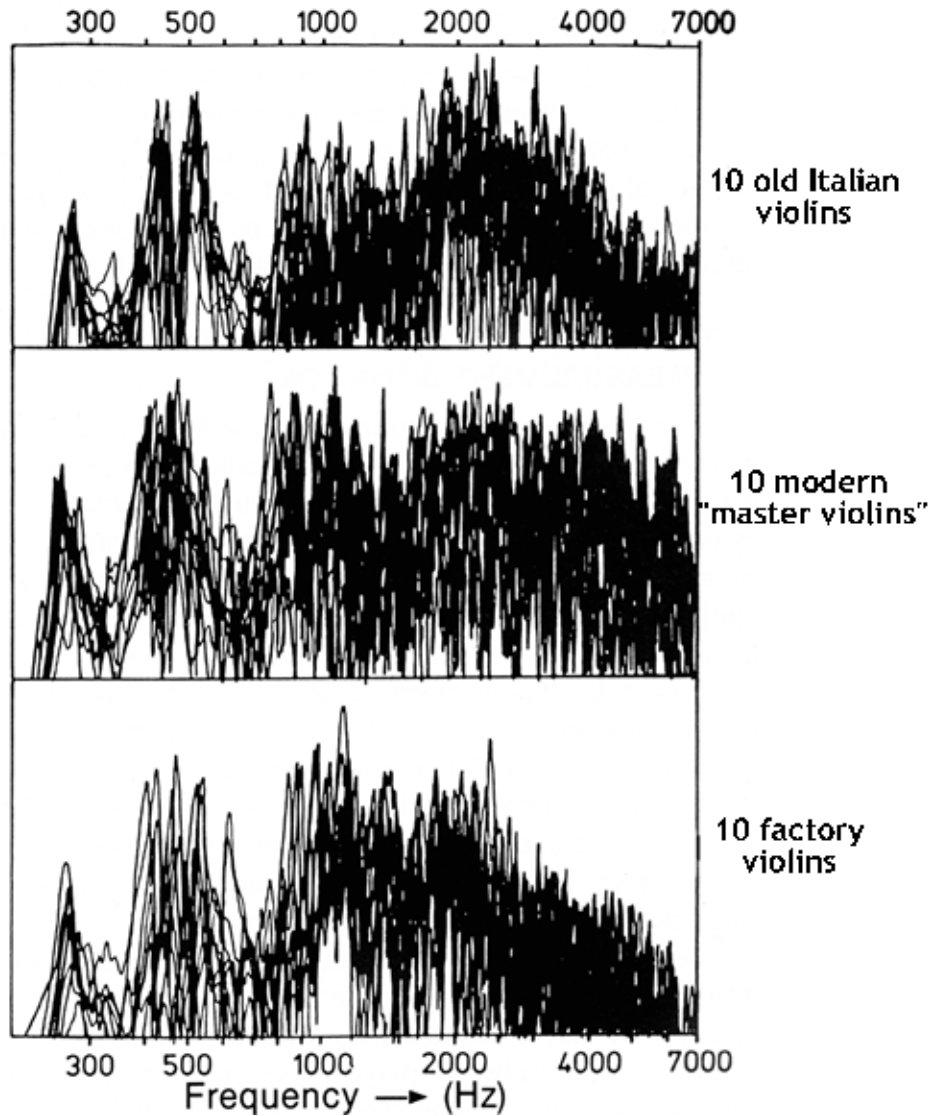 300 500 1000 2000 4000 7000
10 old Italian
violins
10 modern
"master violins"
10 factory
violins
300 500 1000 2000 4000 7000
Frequency → (Hz)